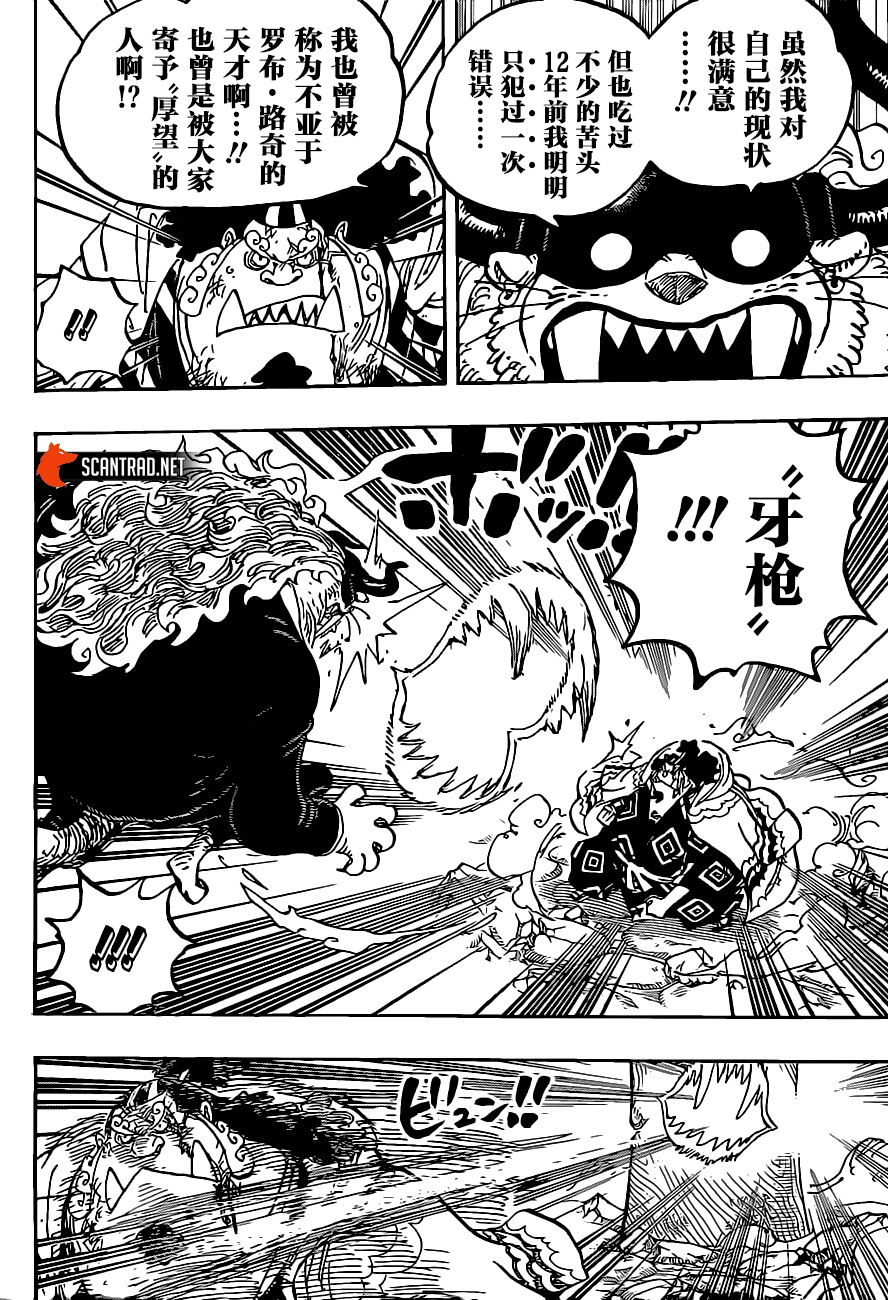 虽然我对
自己的现状
很满意
……!!
但也吃过
不少的苦头
12年前我明明
只犯过一次
错误……
我也曾被
称为不亚于
罗布·路奇的
天才啊…!!
也曾是被大家
寄予〝厚望〞的
人啊!?
!!
SCANTRAD.NET
〝牙枪〞
!!!
ボッ!!
!!!!
ビュン!!